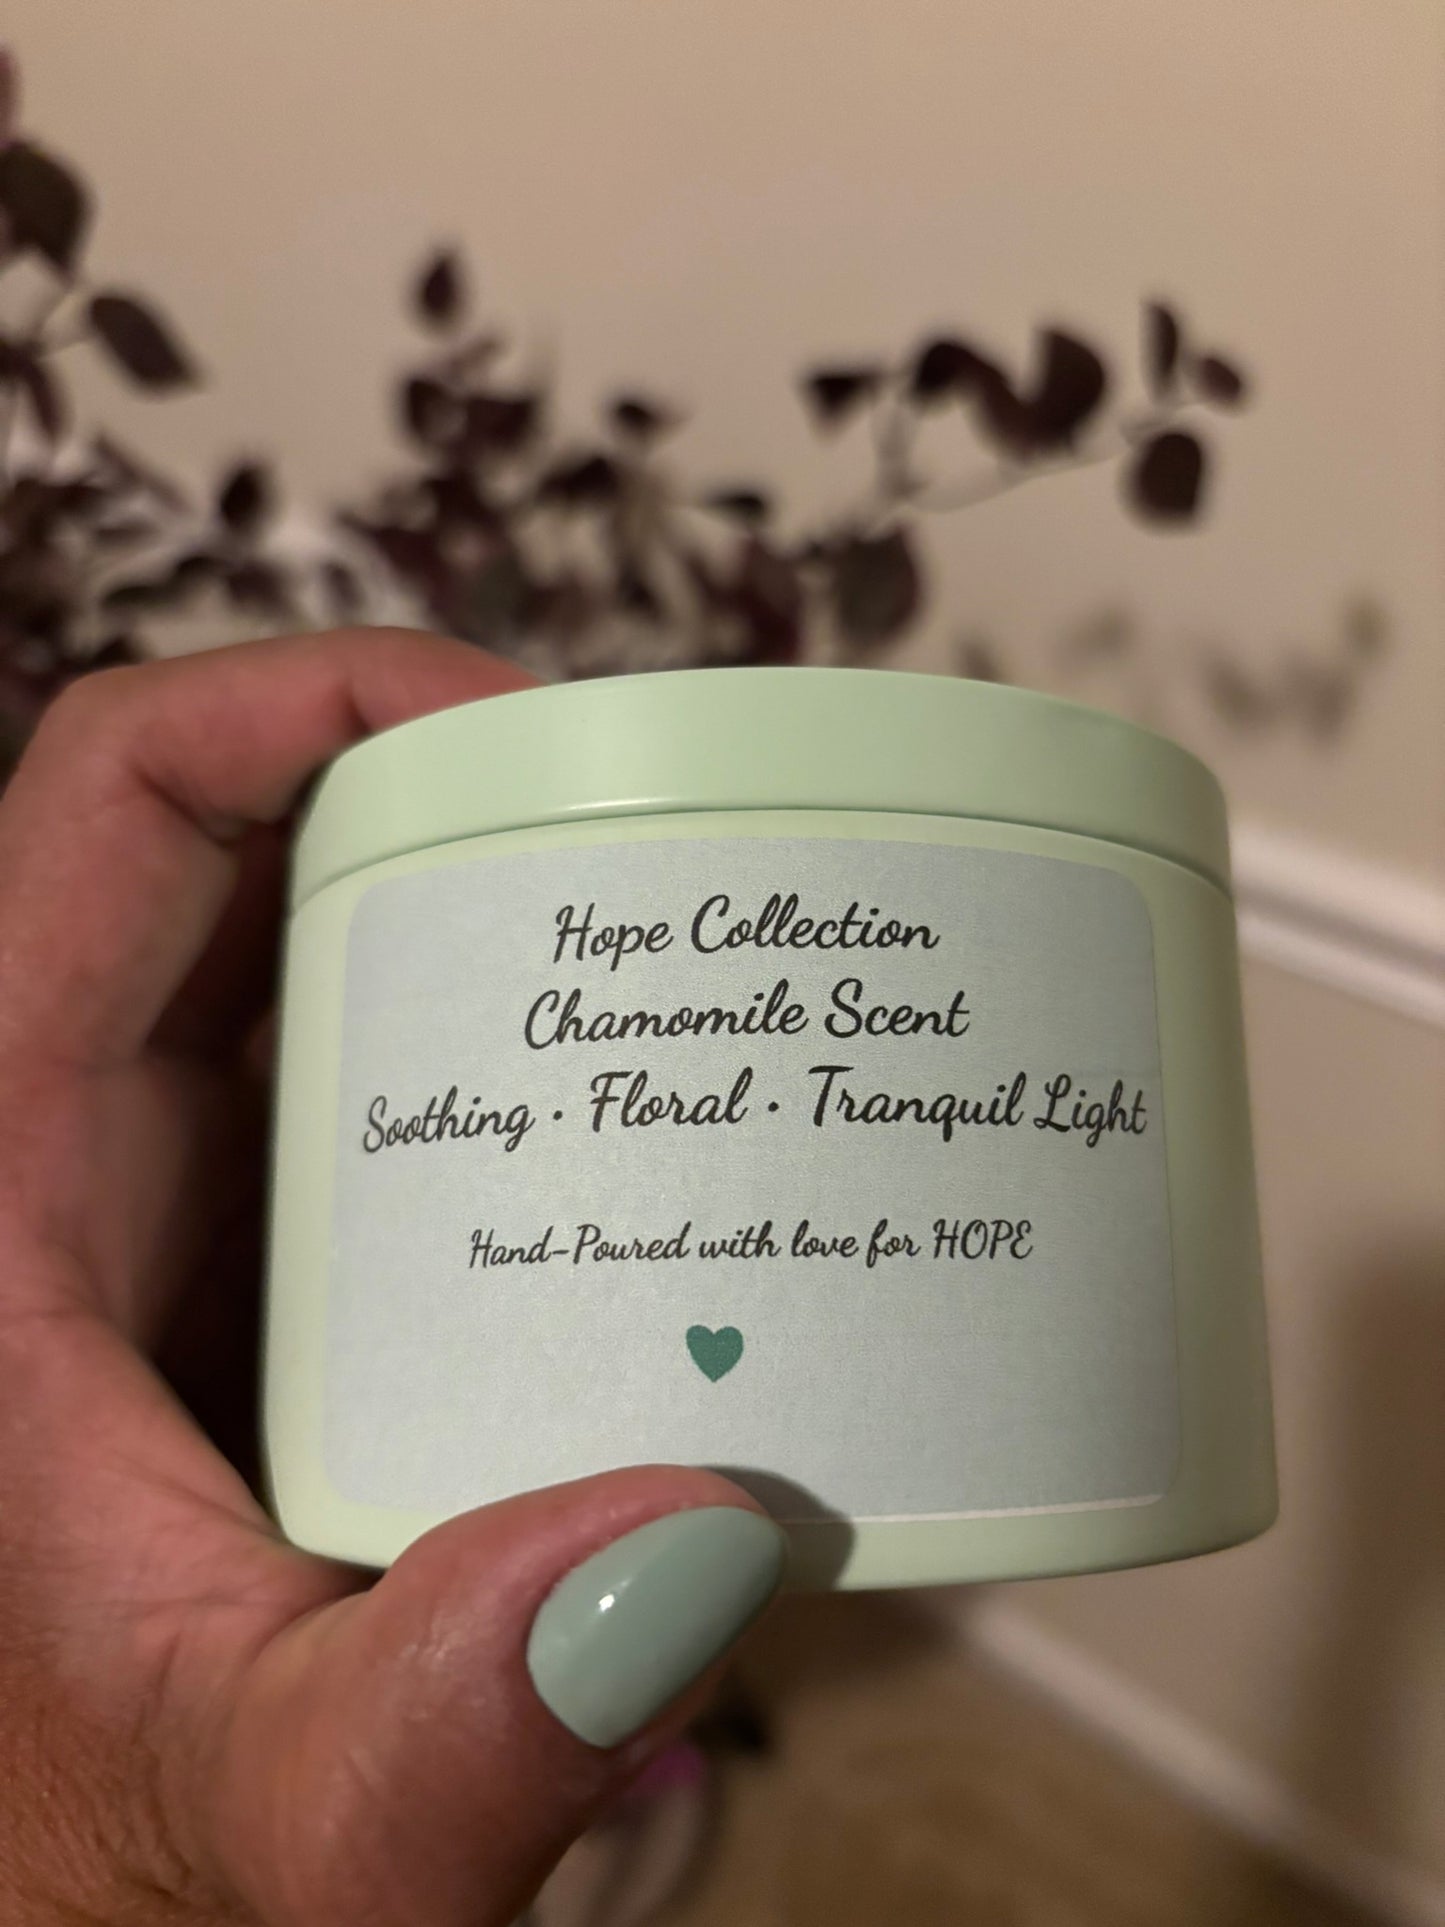 Hope Collection
Chamomile Scent
Soothing · Floral · Tranquil Light
Hand-Poured with love for HOPE